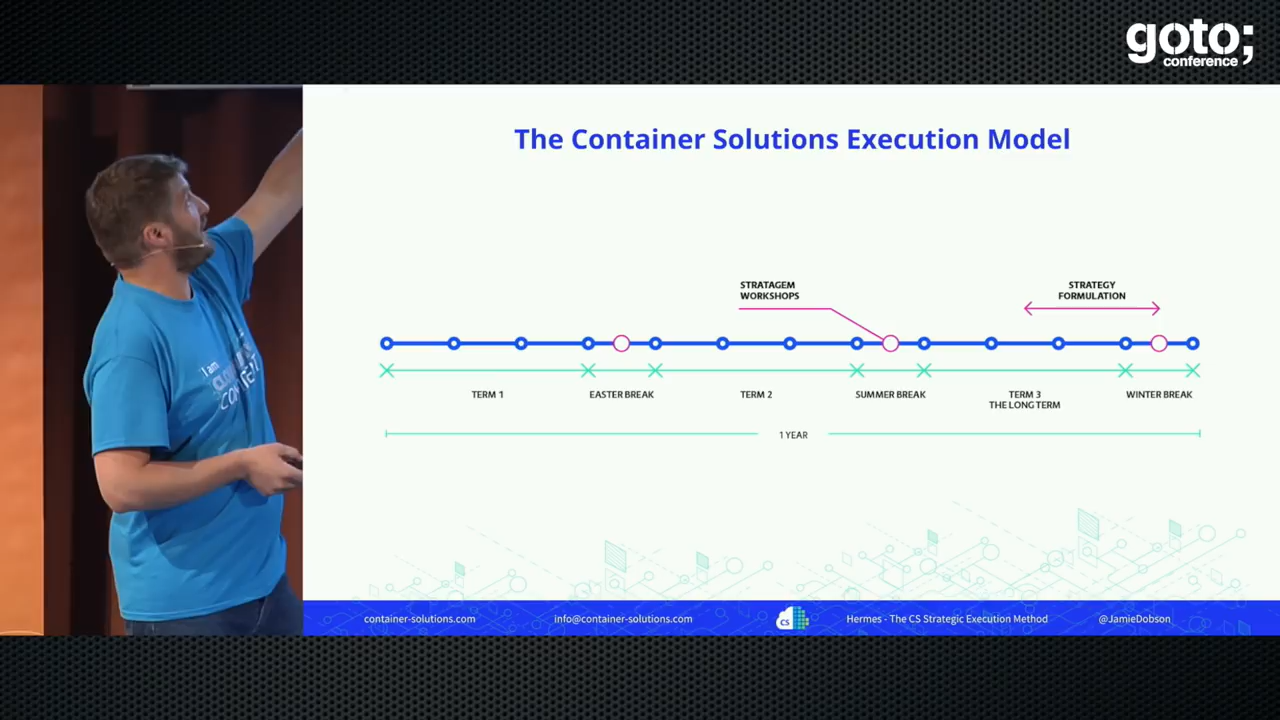 goto;
conference
The Container Solutions Execution Model
STRATAGEM
WORKSHOPS
STRATEGY
FORMULATION
TERM 1
EASTER BREAK
TERM 2
SUMMER BREAK
TERM 3
THE LONG TERM
WINTER BREAK
1 YEAR
I am
container-solutions.com
info@container-solutions.com
CS
Hermes - The CS Strategic Execution Method
@JamieDobson